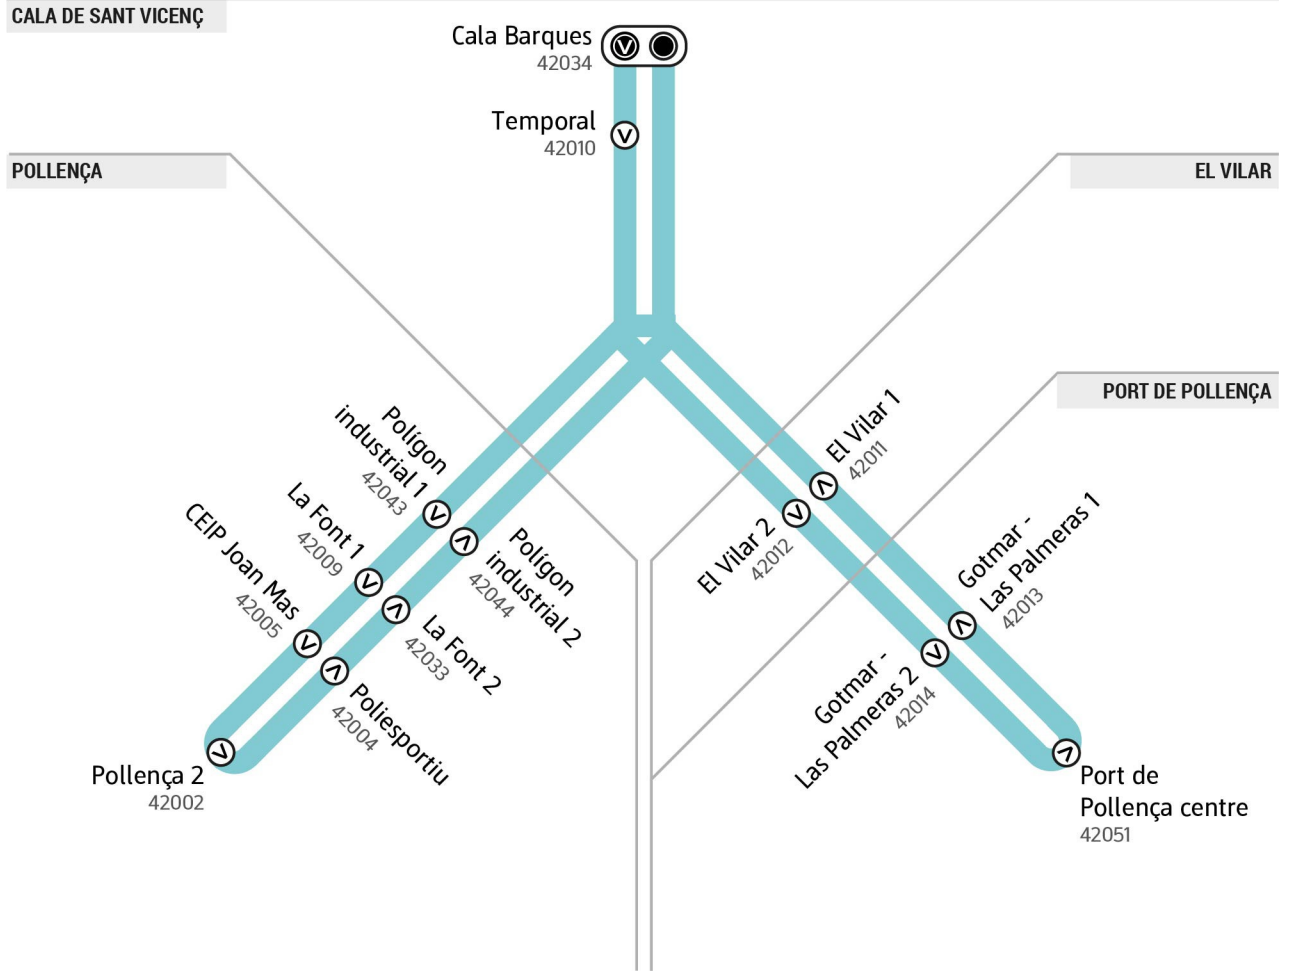 CALA DE SANT VICENÇ
Cala Barques
42034
Temporal
42010
POLLENÇA
EL VILAR
PORT DE POLLENÇA
Polígon
industrial 1
42043
La Font 1
42009
CEIP Joan Mas
42005
Polígon
industrial 2
42044
La Font 2
42033
Poliesportiu
42004
Pollença 2
42002
El Vilar 1
42011
El Vilar 2
42012
Gotmar -
Las Palmeras 1
42013
Gotmar -
Las Palmeras 2
42014
Port de
Pollença centre
42051